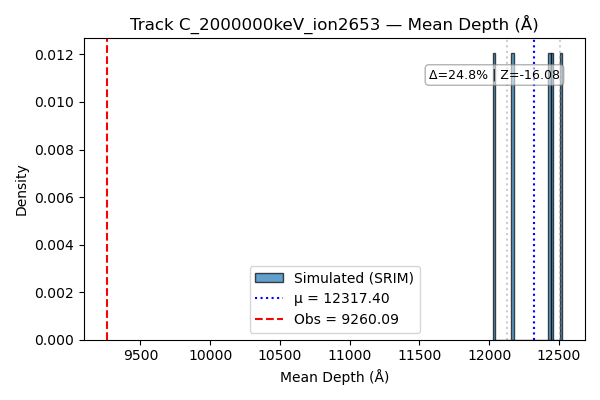 Track C_2000000keV_ion2653 — Mean Depth (Å)
0.012
0.010
0.008
0.006
0.004
0.002
0.000
Density
Δ=24.8% | Z=-16.08
Simulated (SRIM)
μ = 12317.40
Obs = 9260.09
9500 10000 10500 11000 11500 12000 12500
Mean Depth (Å)